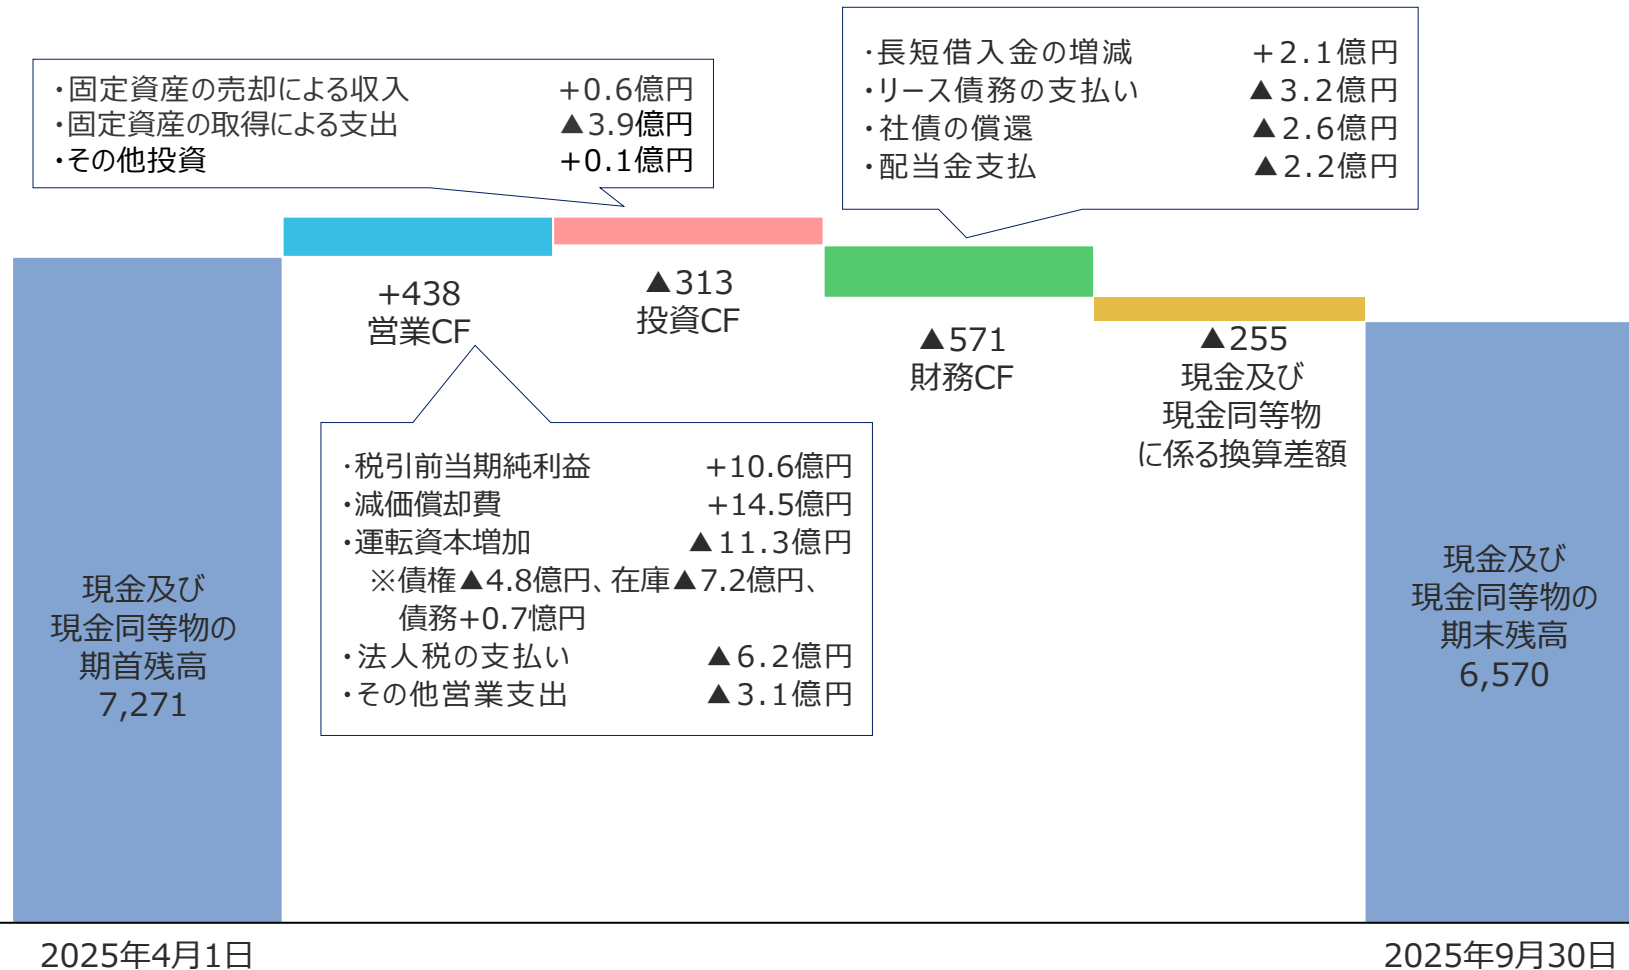 ・固定資産の売却による収入 +0.6億円
・固定資産の取得による支出 ▲3.9億円
・その他投資 +0.1億円
・長短借入金の増減 +2.1億円
・リース債務の支払い ▲3.2億円
・社債の償還 ▲2.6億円
・配当金支払 ▲2.2億円
+438
営業CF
▲313
投資CF
▲571
財務CF
▲255
現金及び
現金同等物
に係る換算差額
・税引前当期純利益 +10.6億円
・減価償却費 +14.5億円
・運転資本増加 ▲11.3億円
※債権▲4.8億円、在庫▲7.2億円、
債務+0.7憶円
・法人税の支払い ▲6.2億円
・その他営業支出 ▲3.1億円
現金及び
現金同等物の
期首残高
7,271
現金及び
現金同等物の
期末残高
6,570
2025年4月1日
2025年9月30日